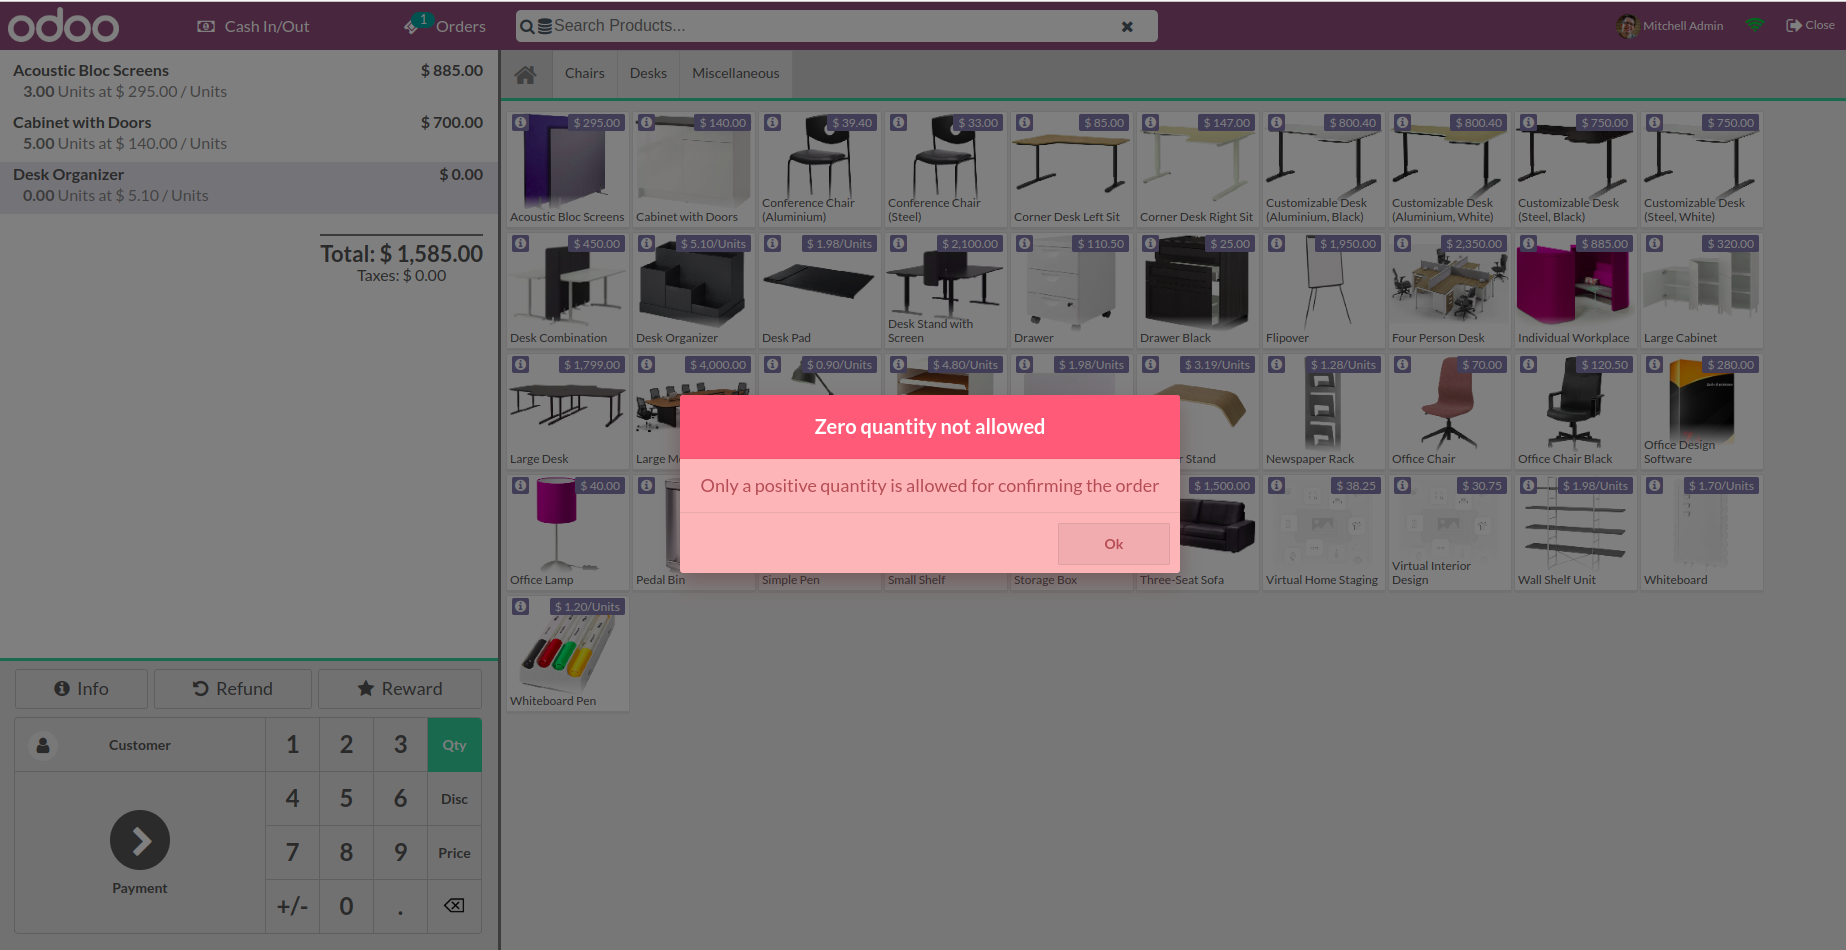 odoo
Cash In/Out
1
Orders
Search Products...
Mitchell Admin
Close
Acoustic Bloc Screens
$ 885.00
3.00 Units at $ 295.00 / Units
Cabinet with Doors
$ 700.00
5.00 Units at $ 140.00 / Units
Desk Organizer
$ 0.00
0.00 Units at $ 5.10 / Units
Total: $ 1,585.00
Taxes: $ 0.00
Info
Refund
Reward
Customer
1 2 3 Qty
4 5 6 Disc
7 8 9 Price
Payment
+/- 0 .
Chairs
Desks
Miscellaneous
$ 295.00
Acoustic Bloc Screens
$ 140.00
Cabinet with Doors
$ 39.40
Conference Chair
(Aluminium)
$ 33.00
Conference Chair
(Steel)
$ 85.00
Corner Desk Left Sit
$ 147.00
Corner Desk Right Sit
$ 800.40
Customizable Desk
(Aluminium, Black)
$ 800.40
Customizable Desk
(Aluminium, White)
$ 750.00
Customizable Desk
(Steel, Black)
$ 750.00
Customizable Desk
(Steel, White)
$ 450.00
Desk Combination
$ 5.10/Units
Desk Organizer
$ 1.98/Units
Desk Pad
$ 2,100.00
Desk Stand with
Screen
$ 110.50
Drawer
$ 25.00
Drawer Black
$ 1,950.00
Flipover
$ 2,350.00
Four Person Desk
$ 885.00
Individual Workplace
$ 320.00
Large Cabinet
$ 1,799.00
Large Desk
$ 4,000.00
Large M
$ 0.90/Units
$ 4.80/Units
$ 1.98/Units
$ 3.19/Units
Stand
$ 1.28/Units
Newspaper Rack
$ 70.00
Office Chair
$ 120.50
Office Chair Black
$ 280.00
Office Design
Software
$ 40.00
Office Lamp
Pedal Bin
Simple Pen
Small Shelf
Storage Box
$ 1,500.00
Three-Seat Sofa
$ 38.25
Virtual Home Staging
$ 30.75
Virtual Interior
Design
$ 1.98/Units
Wall Shelf Unit
$ 1.70/Units
Whiteboard
$ 1.20/Units
Whiteboard Pen
Zero quantity not allowed
Only a positive quantity is allowed for confirming the order
Ok